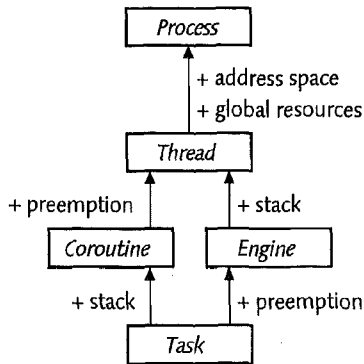 Process
+ address space
+ global resources
Thread
+ preemption
+ stack
Coroutine
Engine
+ stack
+ preemption
Task